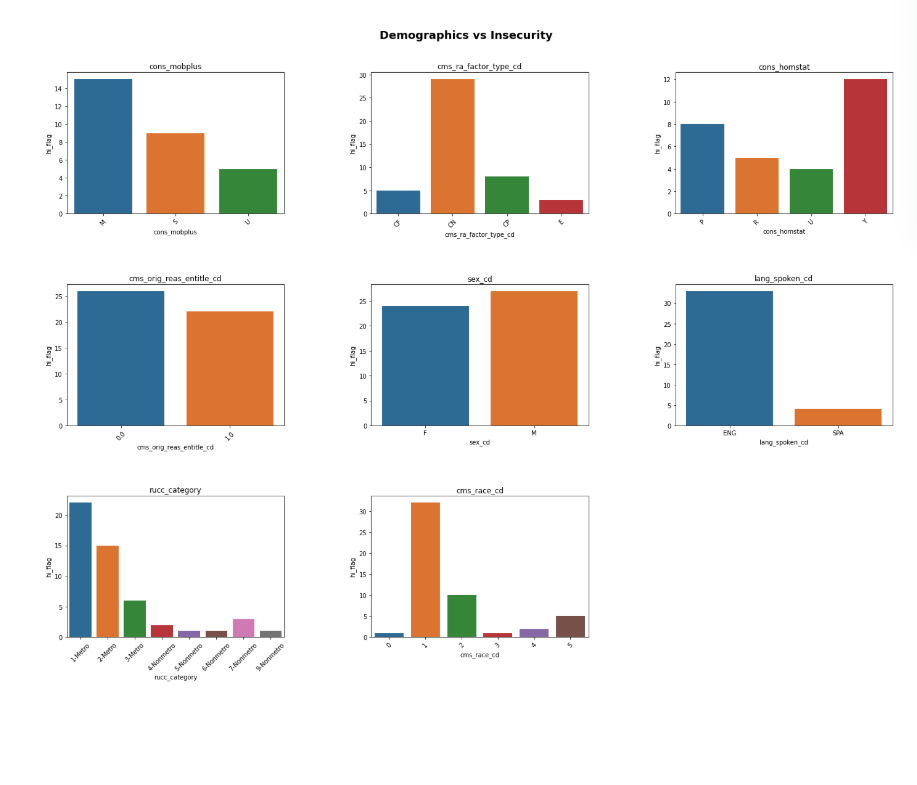 Demographics vs Insecurity
cons_mobplus
14
12
10
8
6
4
2
0
hi_flag
M S U
cons_mobplus
cms_ra_factor_type_cd
30
25
20
15
10
5
0
hi_flag
CF CN CP E
cms_ra_factor_type_cd
cons_homstat
12
10
8
6
4
2
0
hi_flag
P R U Y
cons_homstat
cms_orig_reas_entitle_cd
25
20
15
10
5
0
hi_flag
0.0 1.0
cms_orig_reas_entitle_cd
sex_cd
25
20
15
10
5
0
hi_flag
F M
sex_cd
lang_spoken_cd
30
25
20
15
10
5
0
hi_flag
ENG SPA
lang_spoken_cd
rucc_category
20
15
10
5
0
hi_flag
1-Metro 2-Metro 3-Metro 4-Nonmetro 5-Nonmetro 6-Nonmetro 7-Nonmetro 9-Nonmetro
rucc_category
cms_race_cd
30
25
20
15
10
5
0
hi_flag
0 1 2 3 4 5
cms_race_cd